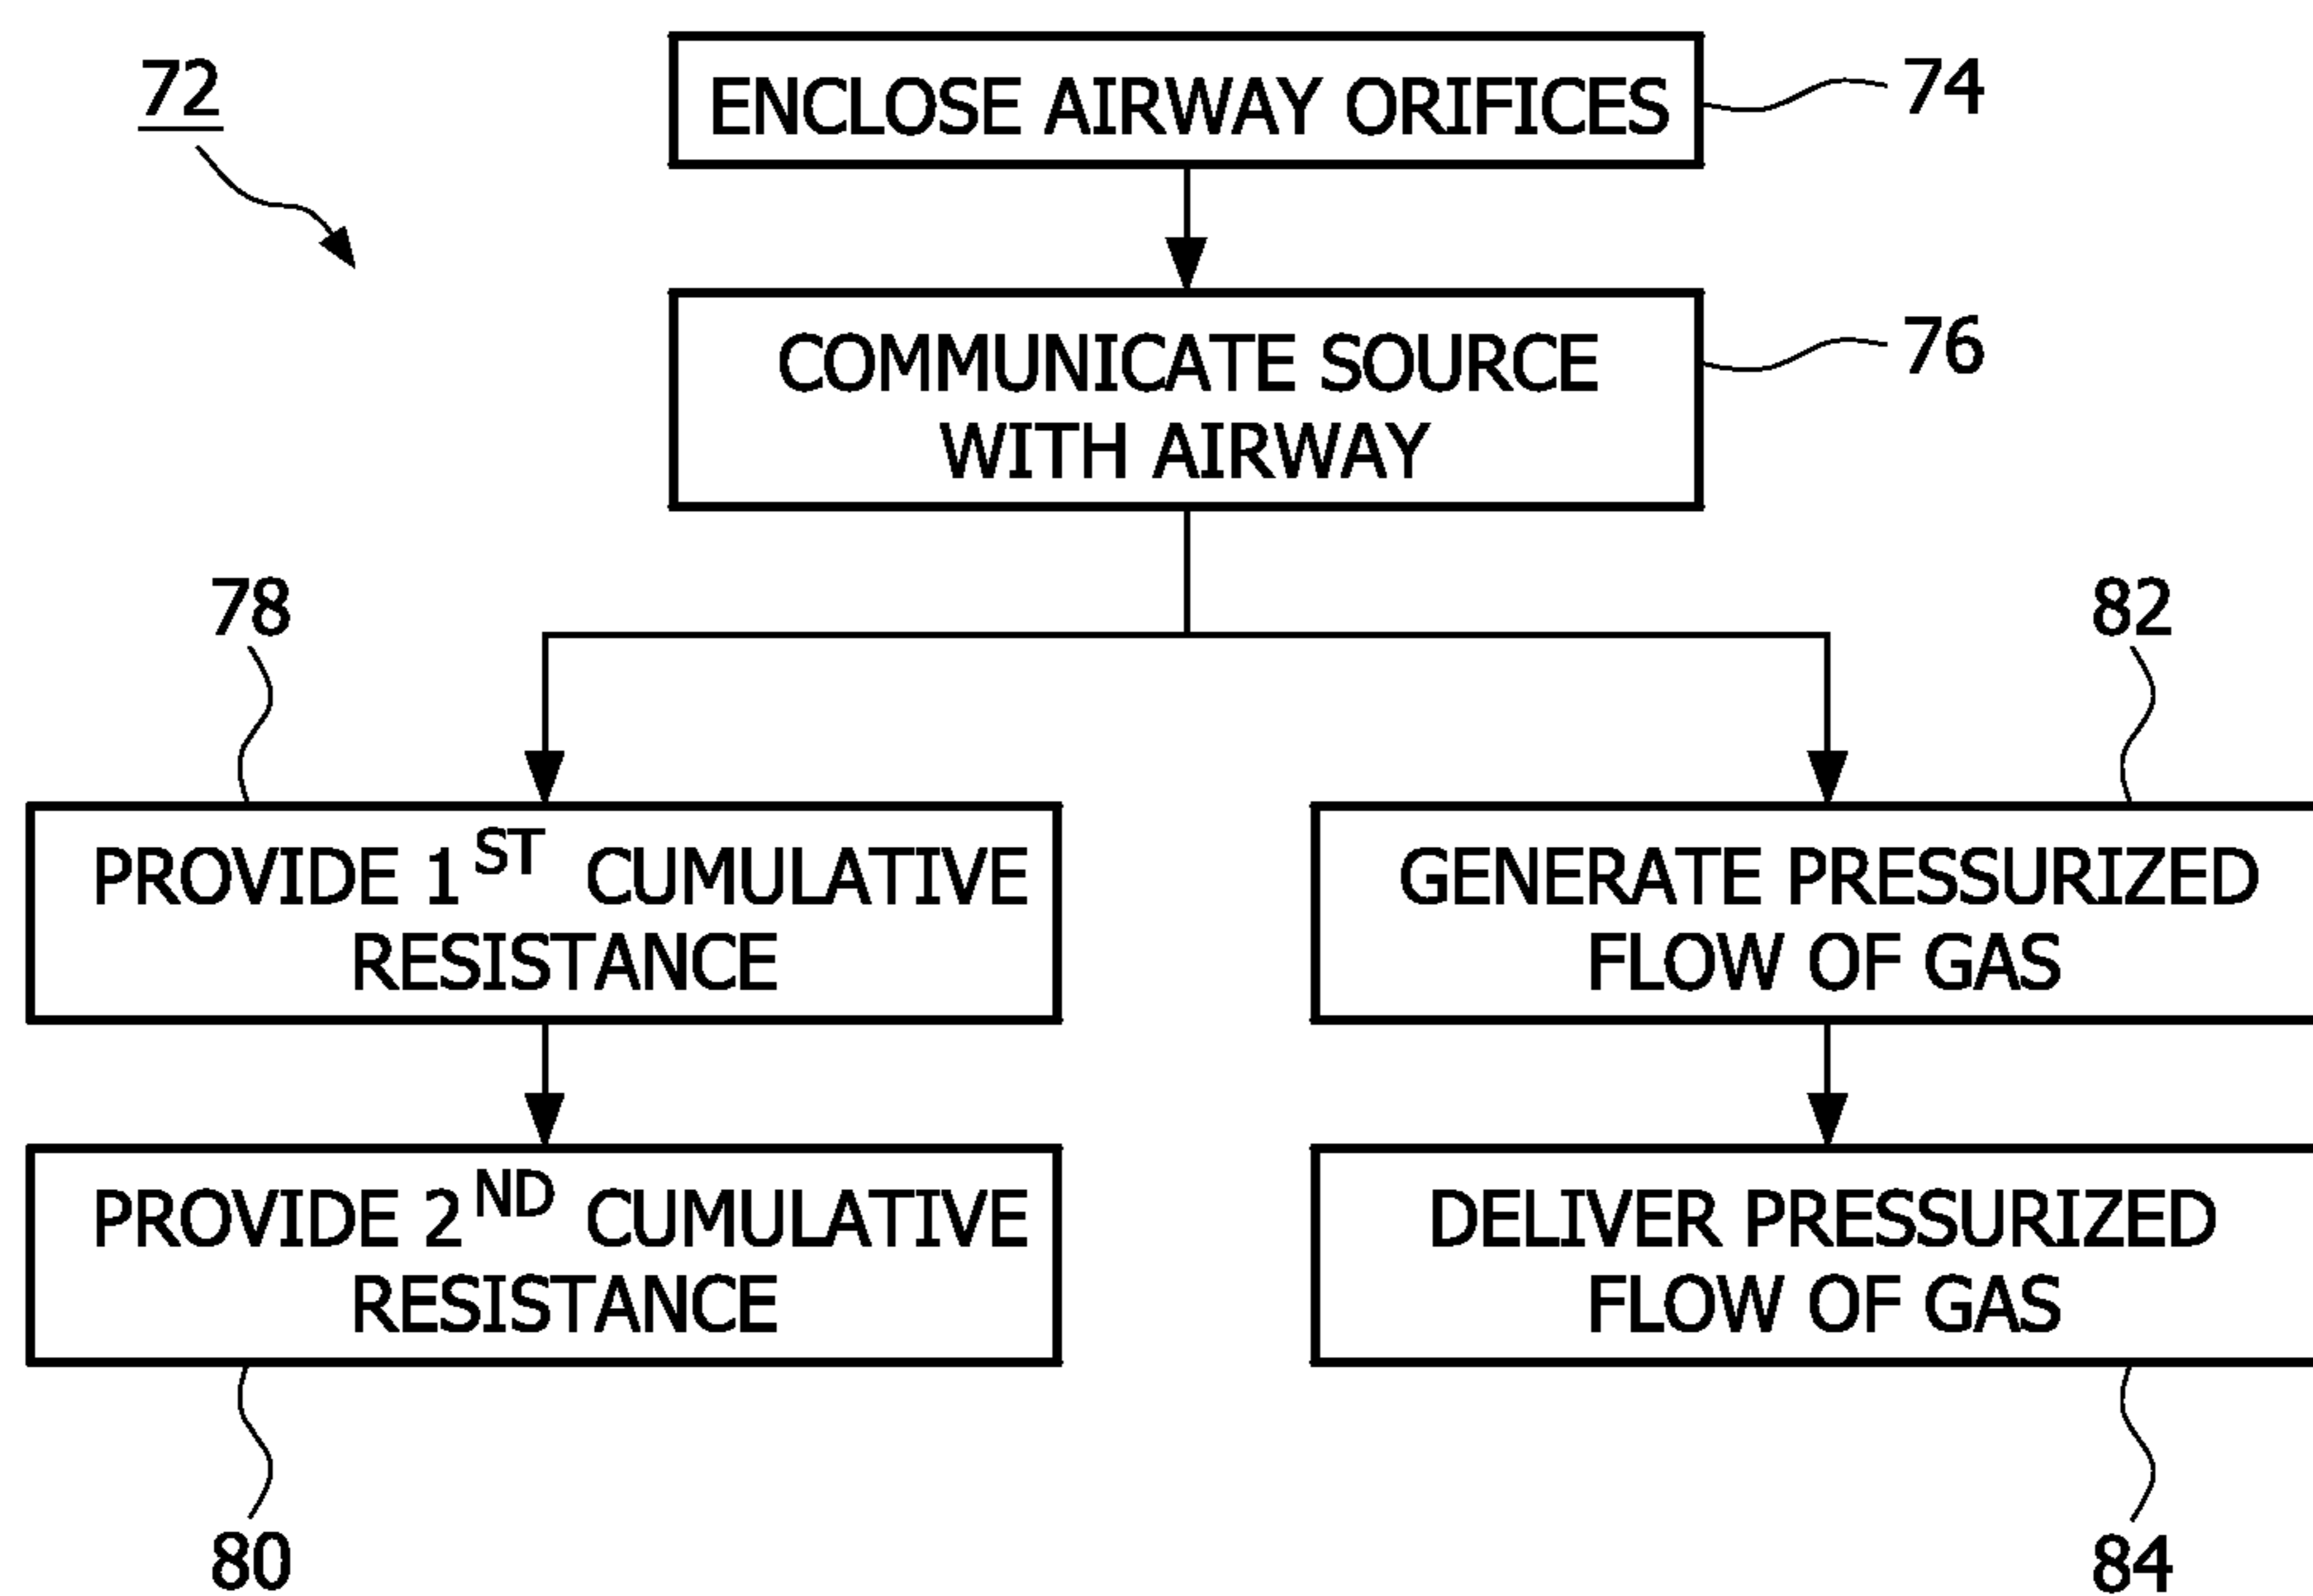 72
ENCLOSE AIRWAY ORIFICES
74
COMMUNICATE SOURCE
WITH AIRWAY
76
78
82
PROVIDE 1ST CUMULATIVE
RESISTANCE
GENERATE PRESSURIZED
FLOW OF GAS
PROVIDE 2ND CUMULATIVE
RESISTANCE
DELIVER PRESSURIZED
FLOW OF GAS
80
84